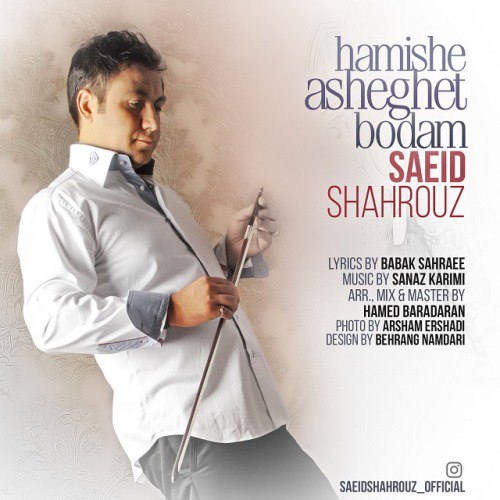 hamishe
asheghet
bodam
SAEID
SHAHROUZ
LYRICS BY BABAK SAHRAEE
MUSIC BY SANAZ KARIMI
ARR., MIX & MASTER BY
HAMED BARADARAN
PHOTO BY ARSHAM ERSHADI
DESIGN BY BEHRANG NAMDARI
SAEIDSHAHROUZ_OFFICIAL